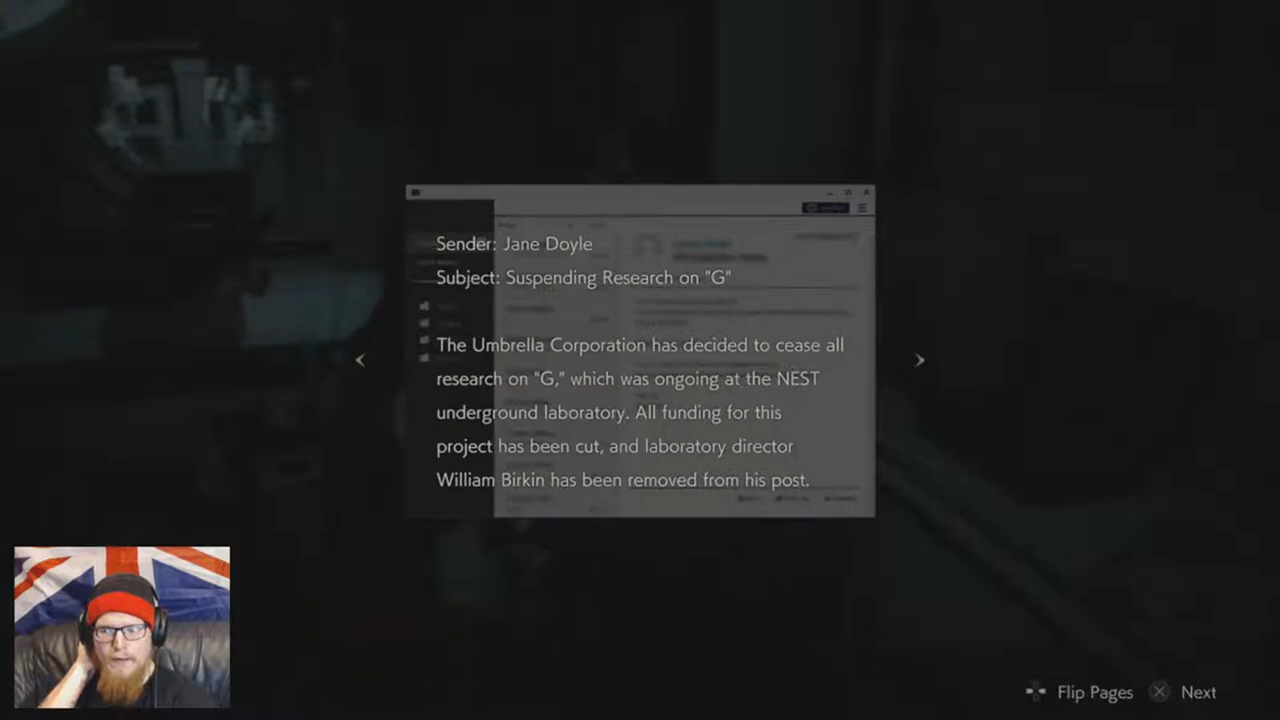 Sender: Jane Doyle
Subject: Suspending Research on "G"
The Umbrella Corporation has decided to cease all
research on "G," which was ongoing at the NEST
underground laboratory. All funding for this
project has been cut, and laboratory director
William Birkin has been removed from his post.
Flip Pages
Next